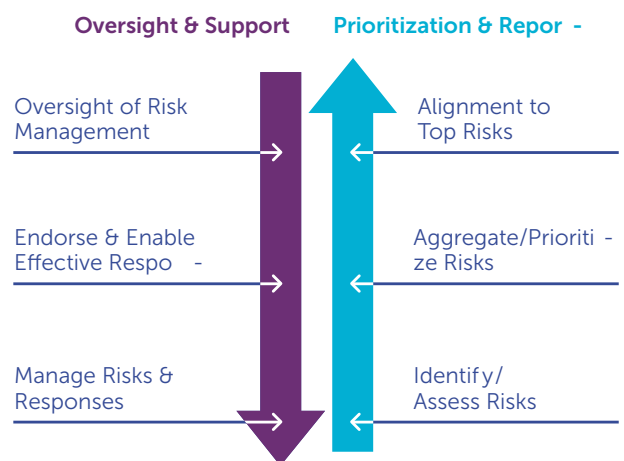 Oversight & Support
Prioritization & Repor -
Oversight of Risk
Management
Alignment to
Top Risks
Endorse & Enable
Effective Respo -
Aggregate/Prioriti -
ze Risks
Manage Risks &
Responses
Identify/
Assess Risks